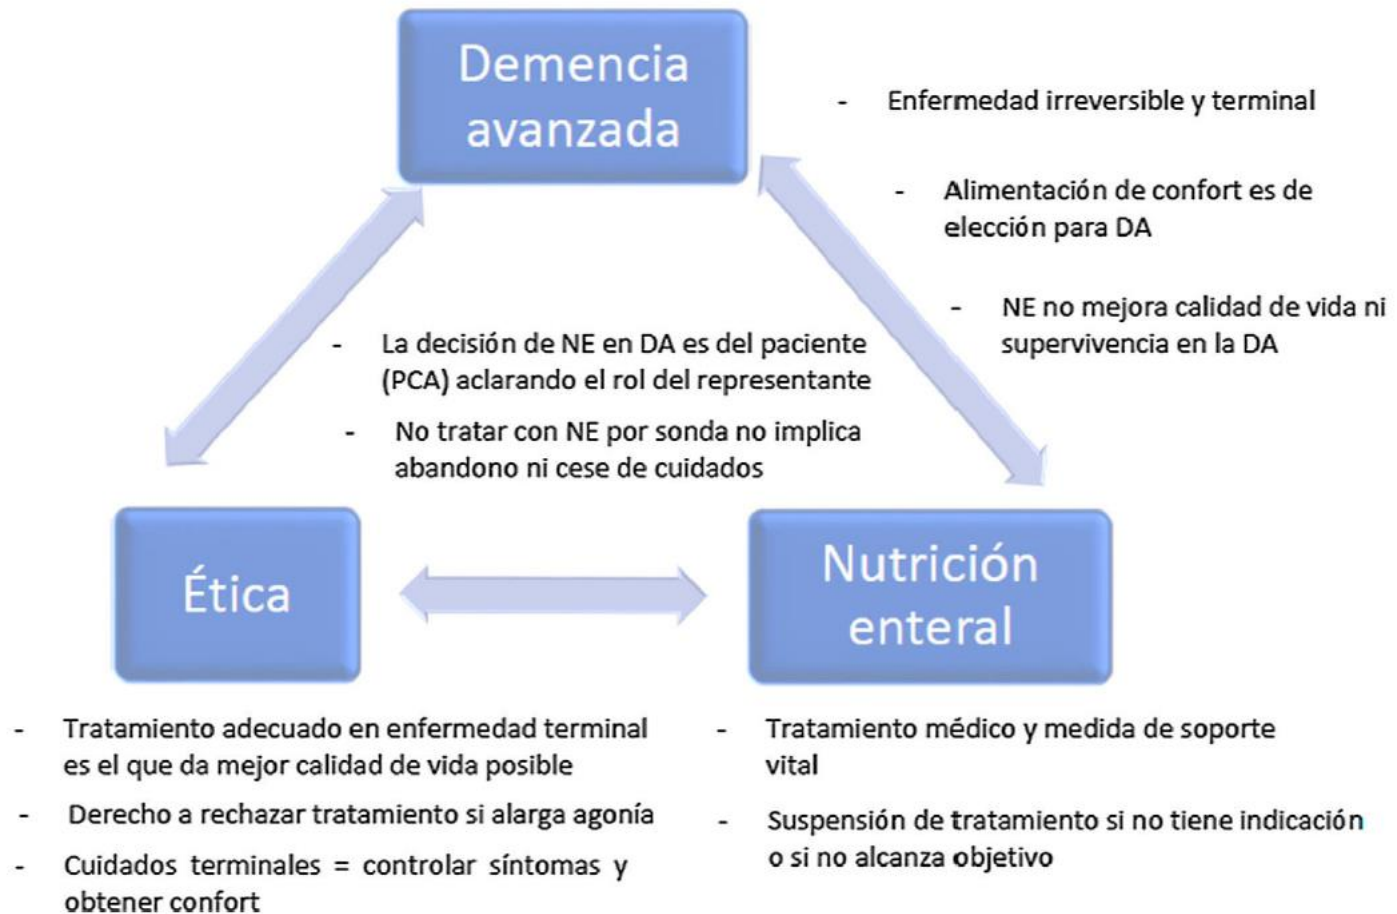 Demencia
avanzada
- Enfermedad irreversible y terminal
- Alimentación de confort es de
elección para DA
- NE no mejora calidad de vida ni
supervivencia en la DA
- La decisión de NE en DA es del paciente
(PCA) aclarando el rol del representante
- No tratar con NE por sonda no implica
abandono ni cese de cuidados
Ética
Nutrición
enteral
- Tratamiento adecuado en enfermedad terminal
es el que da mejor calidad de vida posible
- Derecho a rechazar tratamiento si alarga agonía
- Cuidados terminales = controlar síntomas y
obtener confort
- Tratamiento médico y medida de soporte
vital
- Suspensión de tratamiento si no tiene indicación
o si no alcanza objetivo